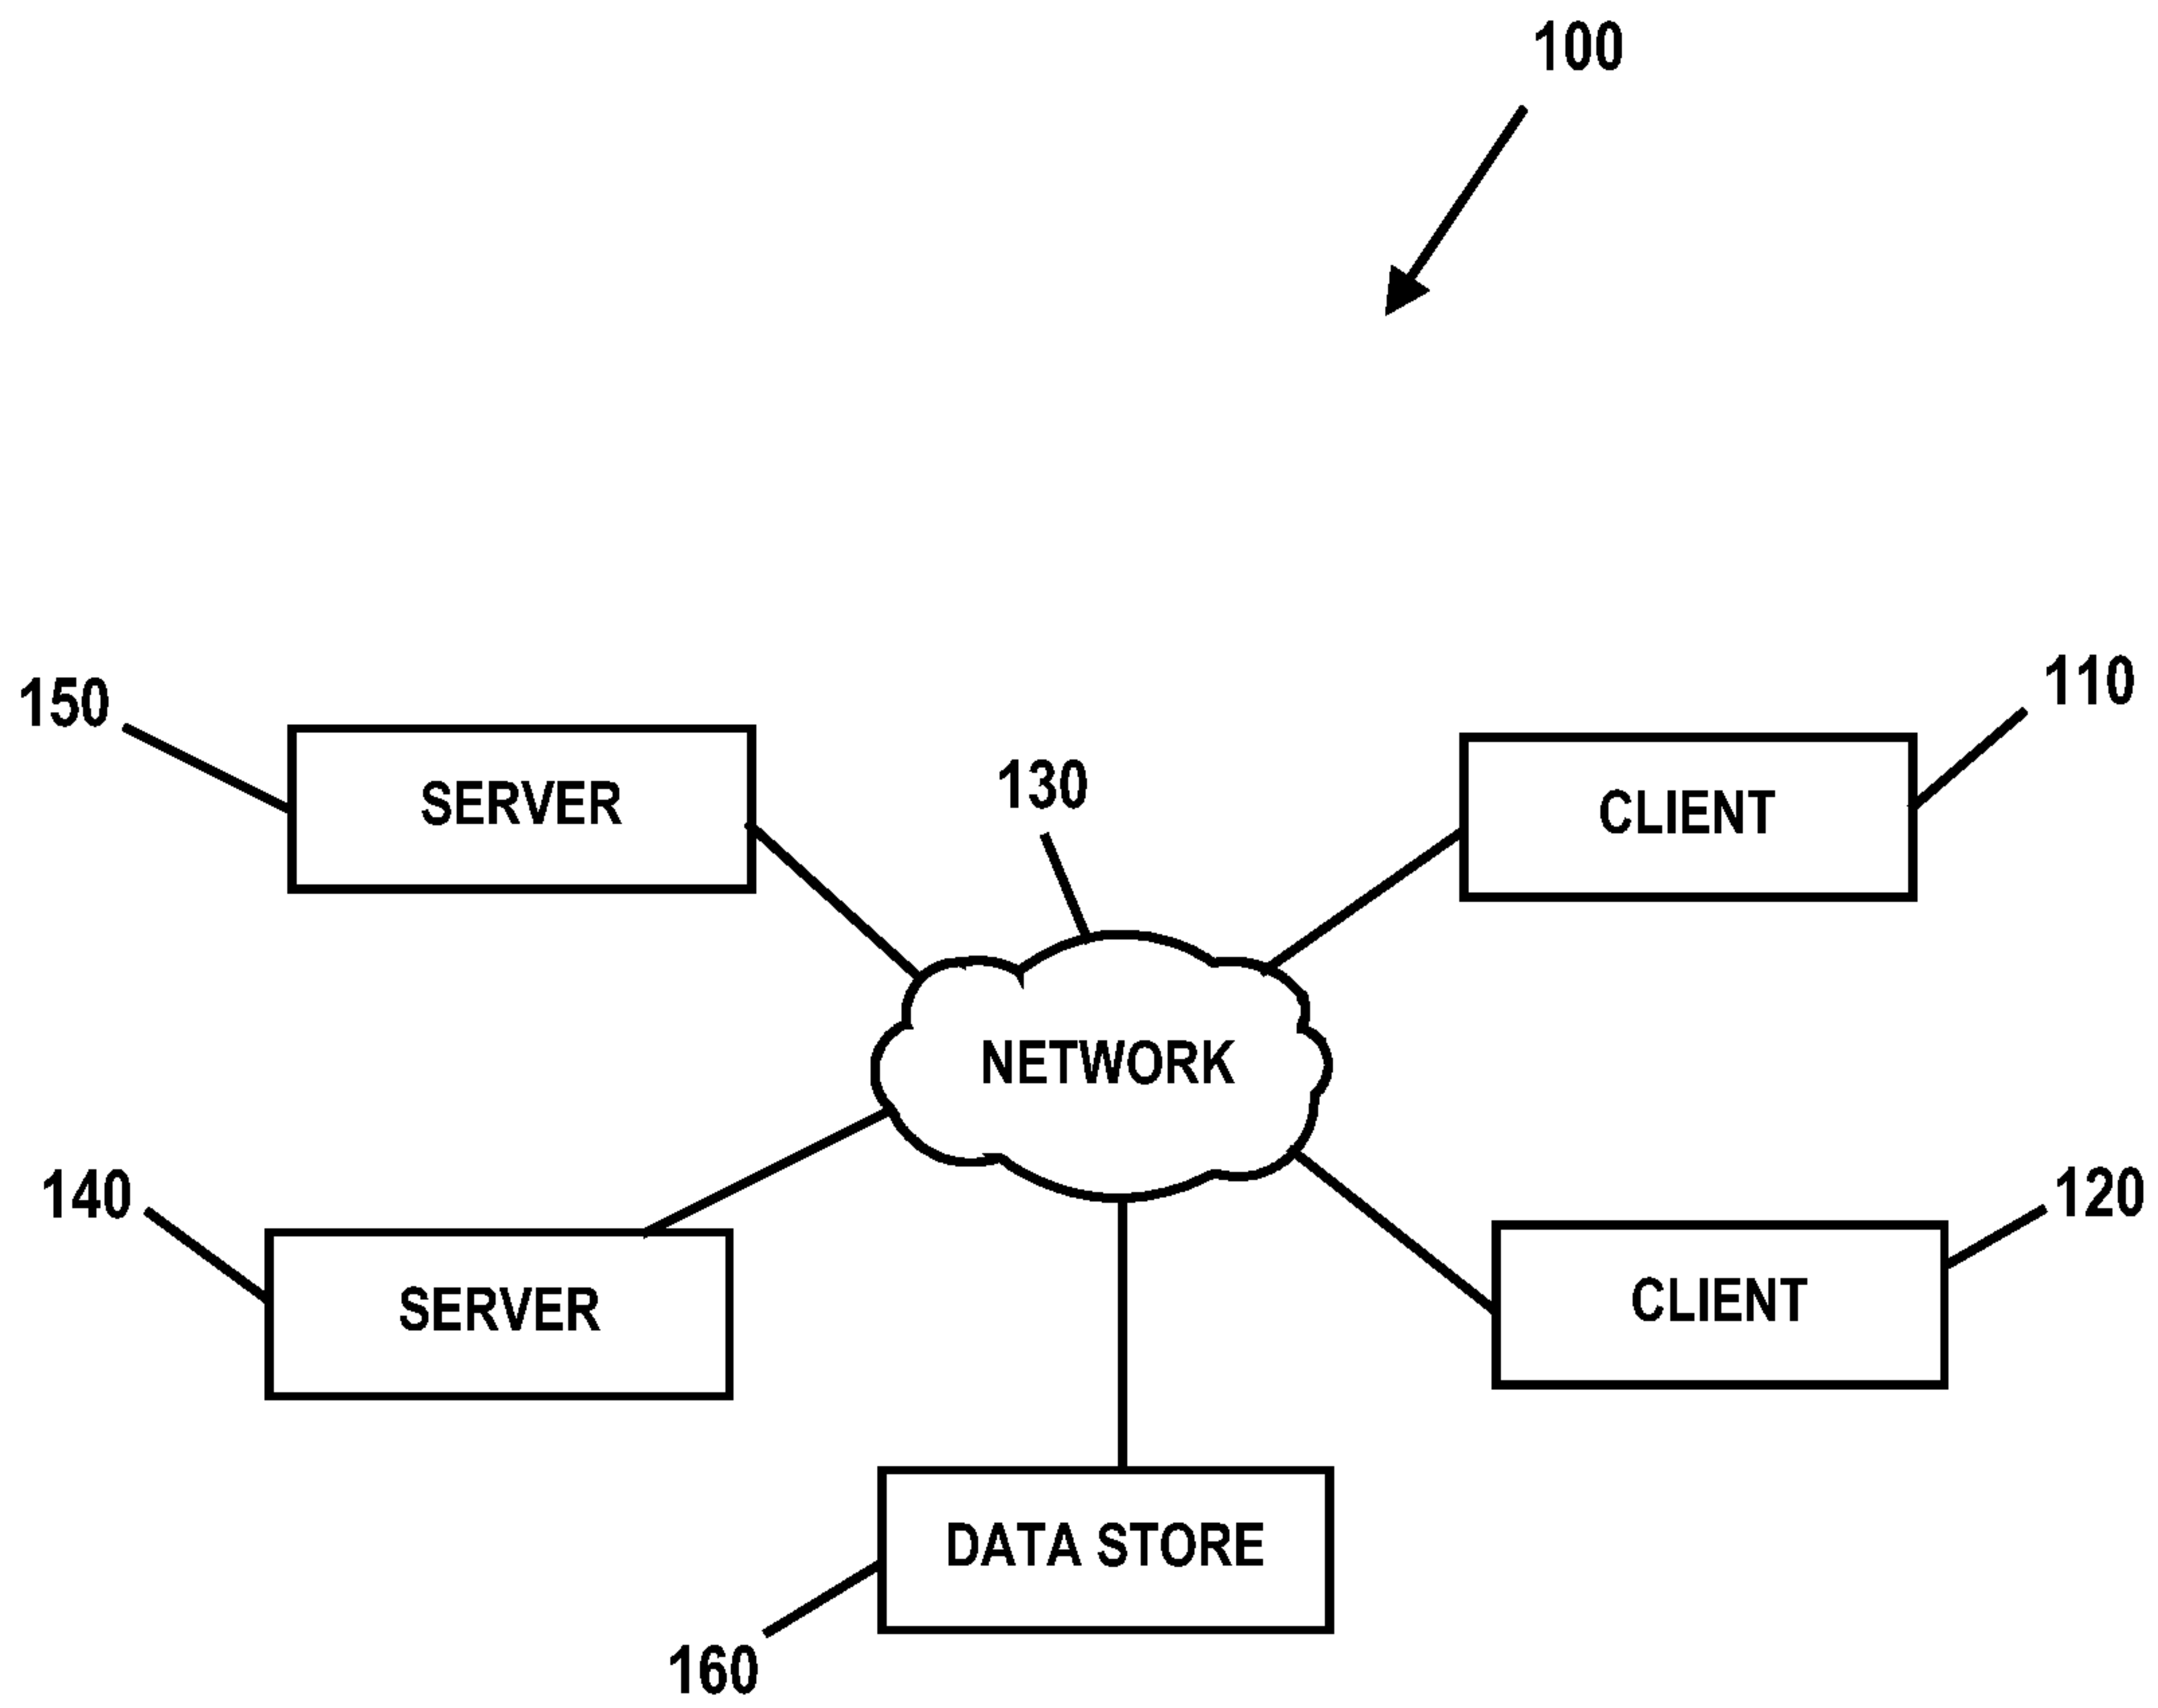 100
150
110
SERVER
130
CLIENT
NETWORK
140
120
SERVER
CLIENT
DATA STORE
160